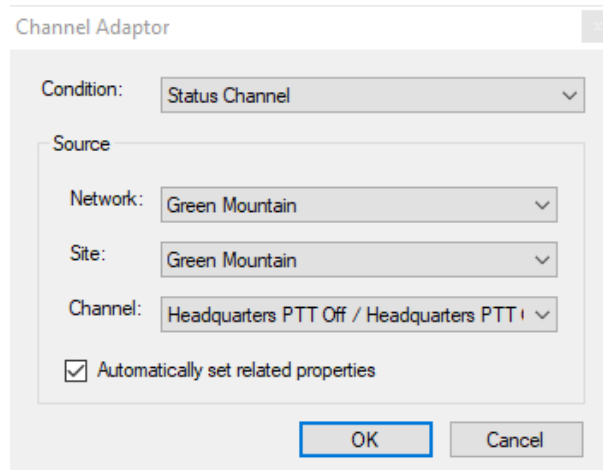 Channel Adaptor
Condition: Status Channel
Source
Network: Green Mountain
Site: Green Mountain
Channel: Headquarters PTT Off / Headquarters PTT
Automatically set related properties
OK Cancel